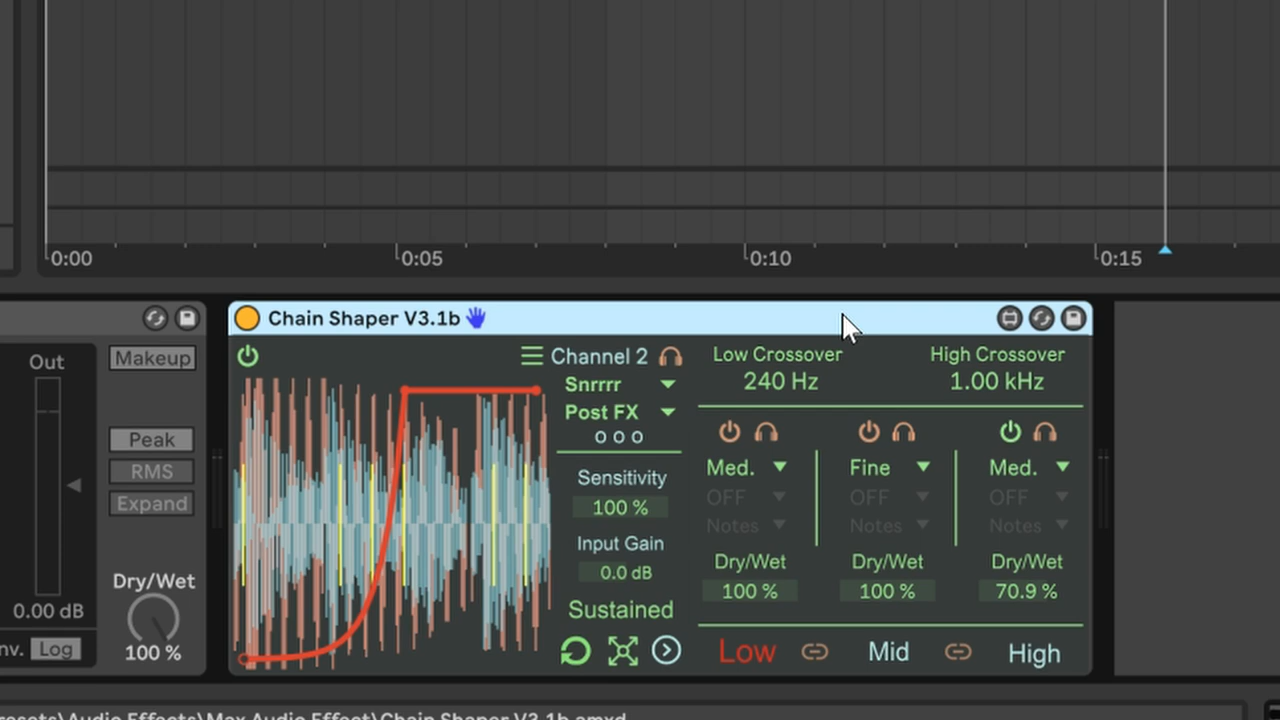 0:00 0:05 0:10 0:15
Chain Shaper V3.1b
Out
Makeup
Peak
RMS
Expand
Dry/Wet
0.00 dB
100 %
nv. Log
Channel 2
Snrrrr
Post FX
Sensitivity
100 %
Input Gain
0.0 dB
Sustained
Low Crossover High Crossover
240 Hz 1.00 kHz
Med. Fine Med.
OFF OFF OFF
Notes Notes Notes
Dry/Wet Dry/Wet Dry/Wet
100 % 100 % 70.9 %
Low Mid High
resets\Audio Effects\Max Audio Effect\Chain Shaper V3.1b.amxd